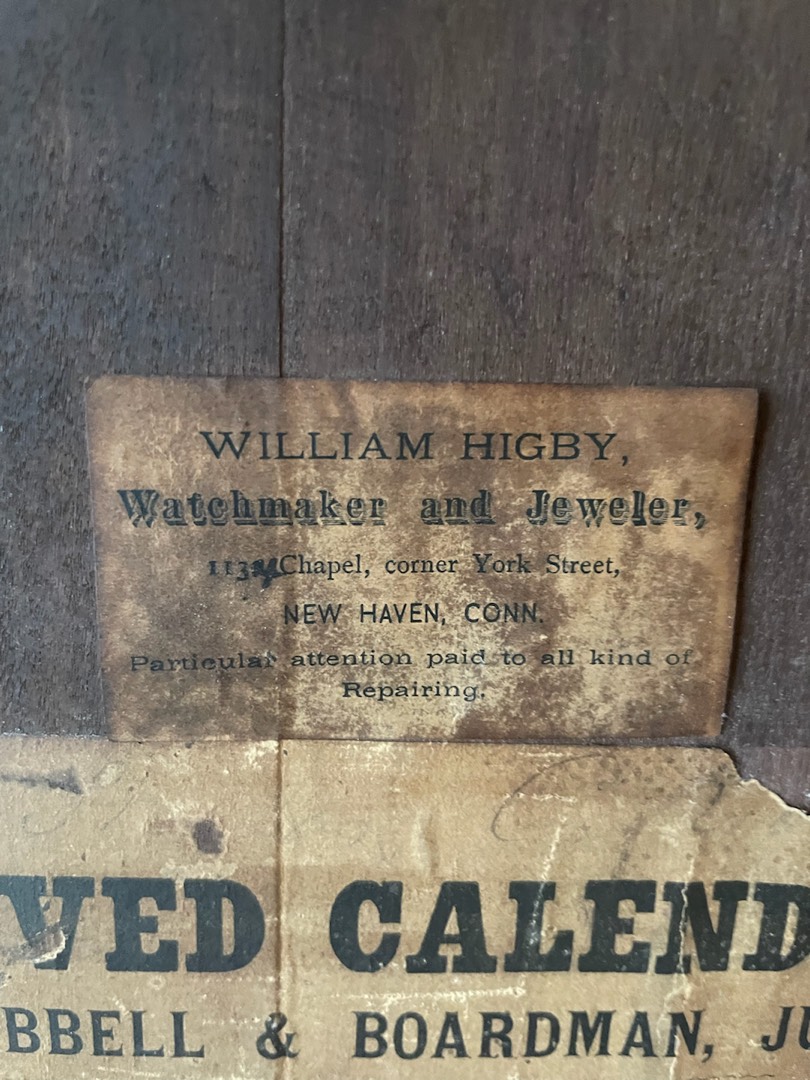 WILLIAM HIGBY,
Watchmaker and Jeweler,
Chapel, corner York Street,
NEW HAVEN, CONN.
Particular attention paid to all kind of
Repairing.
VED CALEND
BBELL & BOARDMAN, JU